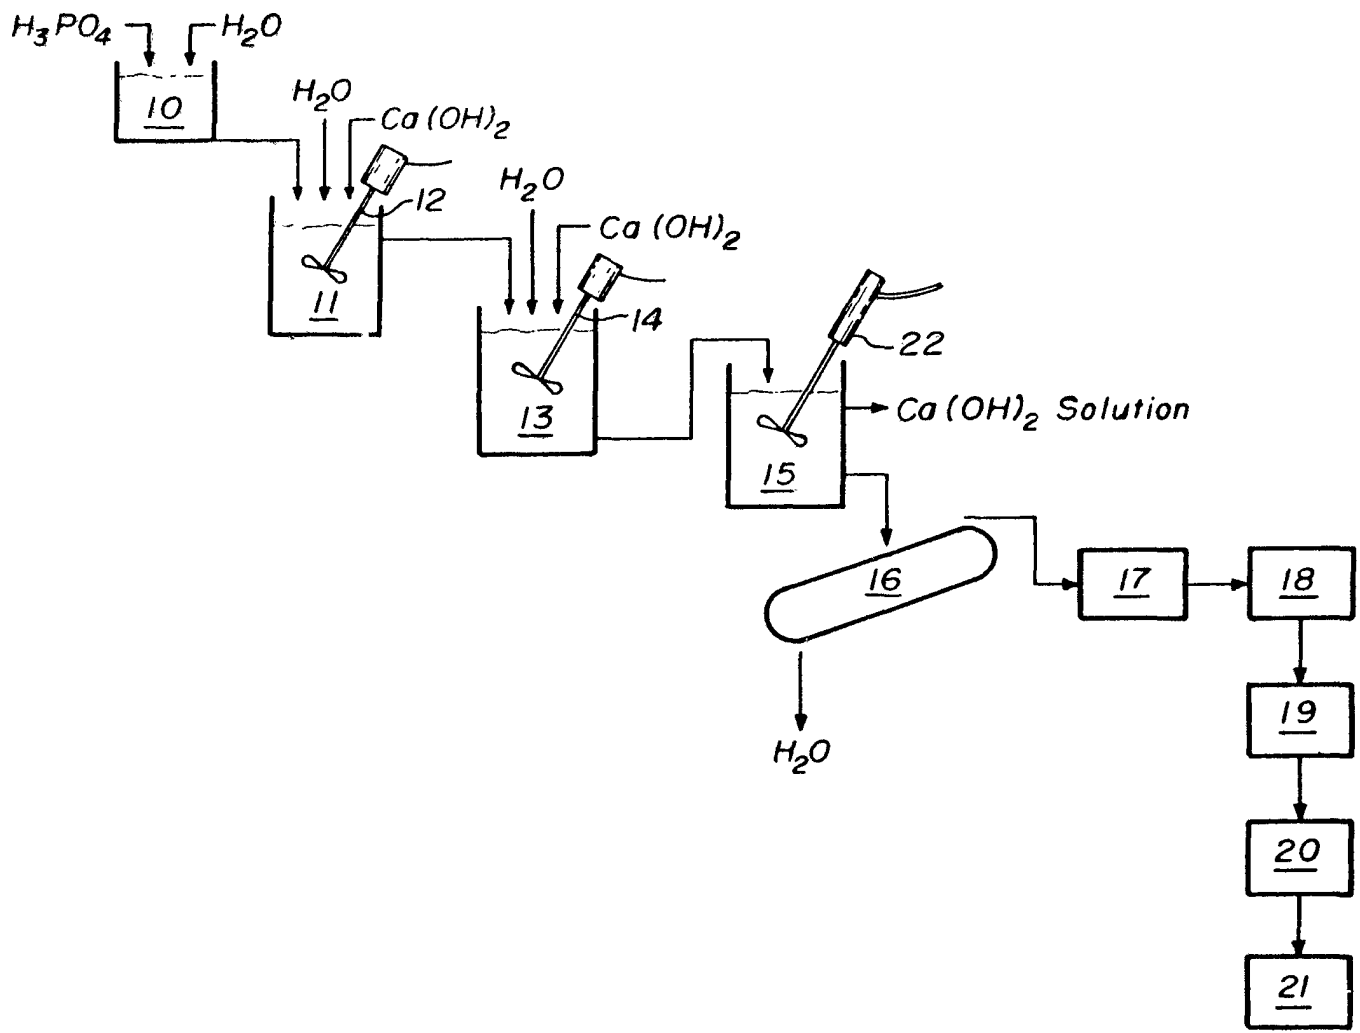 H₃PO₄ H₂O
10
H₂O
Ca(OH)₂
12
11
H₂O
Ca(OH)₂
14
13
22
Ca(OH)₂ Solution
15
16
17
18
H₂O
19
20
21